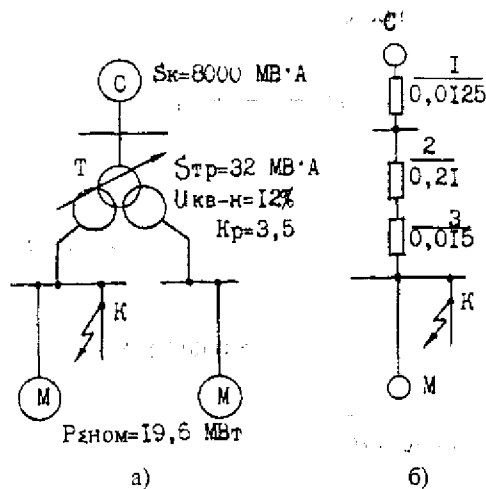 С Sк=8000 МВ·А
Т
Sтр=32 МВ·А
Uкв-н=12%
Кр=3,5
К
М М
РΣном=19,6 МВт
а)
С
1
0,0125
2
0,21
3
0,015
К
М
б)